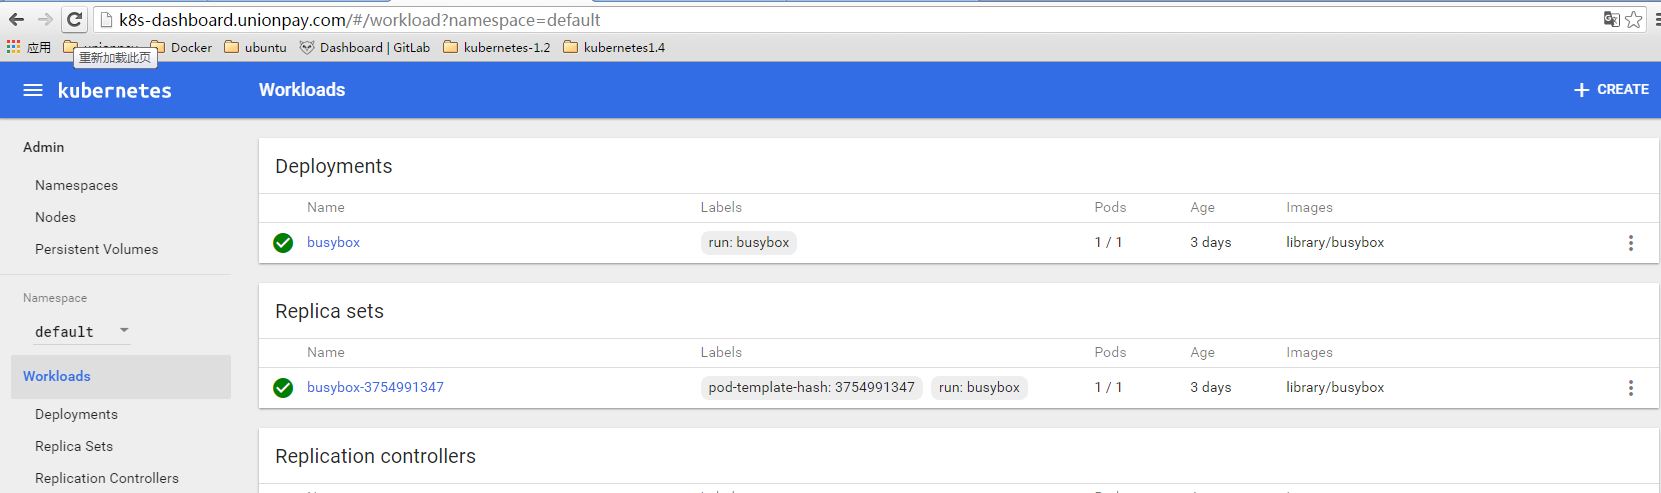 k8s-dashboard.unionpay.com/#/workload?namespace=default
应用 unionpay Docker ubuntu Dashboard | GitLab kubernetes-1.2 kubernetes1.4
重新加载此页
kubernetes Workloads + CREATE
Admin
Namespaces
Nodes
Persistent Volumes
Namespace
default
Workloads
Deployments
Replica Sets
Replication Controllers
Deployments
Name Labels Pods Age Images
busybox run: busybox 1 / 1 3 days library/busybox
Replica sets
Name Labels Pods Age Images
busybox-3754991347 pod-template-hash: 3754991347 run: busybox 1 / 1 3 days library/busybox
Replication controllers